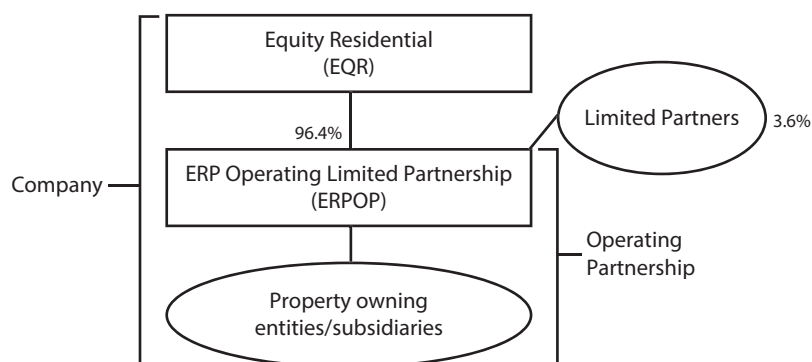 Equity Residential
(EQR)
Limited Partners
3.6%
96.4%
ERP Operating Limited Partnership
(ERPOP)
Company
Operating
Partnership
Property owning
entities/subsidiaries